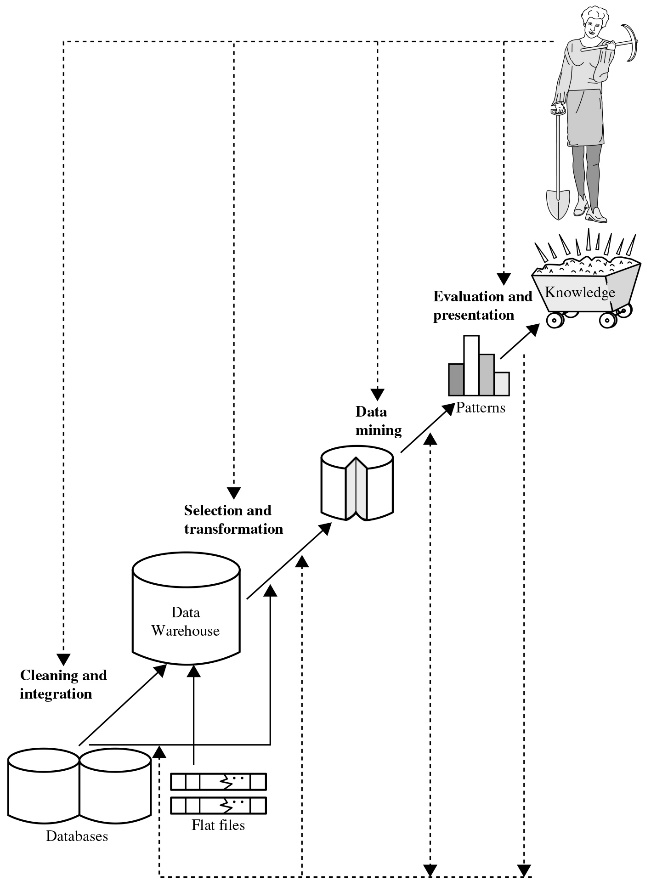 Knowledge
Evaluation and
presentation
Patterns
Data
mining
Selection and
transformation
Data
Warehouse
Cleaning and
integration
Databases
Flat files